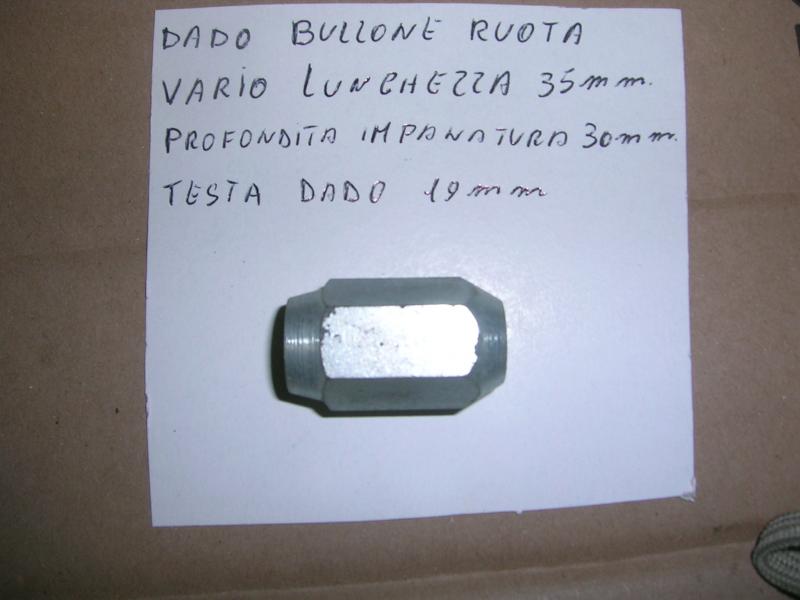 DADO BULLONE RUOTA
VARIO LUNGHEZZA 35mm.
PROFONDITA IMPANATURA 30mm.
TESTA DADO 19mm